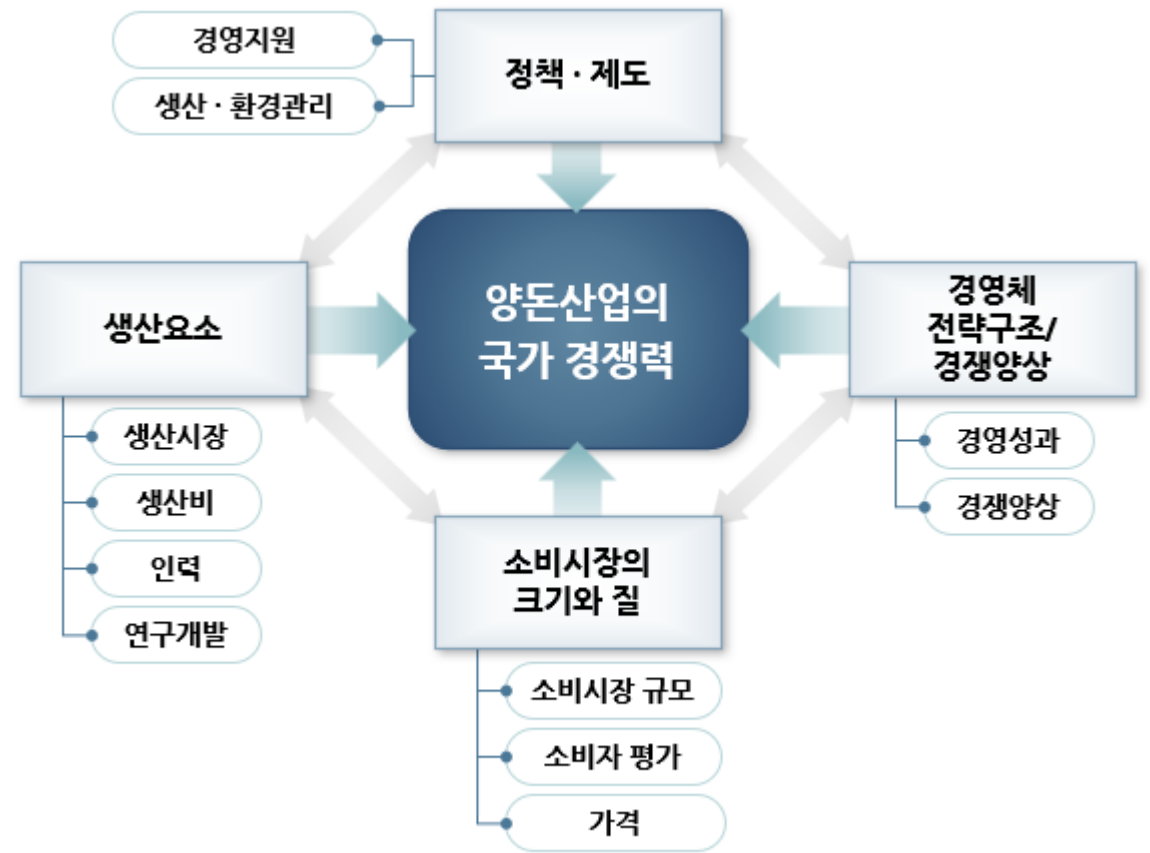 경영지원
생산 · 환경관리
정책 · 제도
양돈산업의
국가 경쟁력
생산요소
생산시장
생산비
인력
연구개발
경영체
전략구조/
경쟁양상
경영성과
경쟁양상
소비시장의
크기와 질
소비시장 규모
소비자 평가
가격